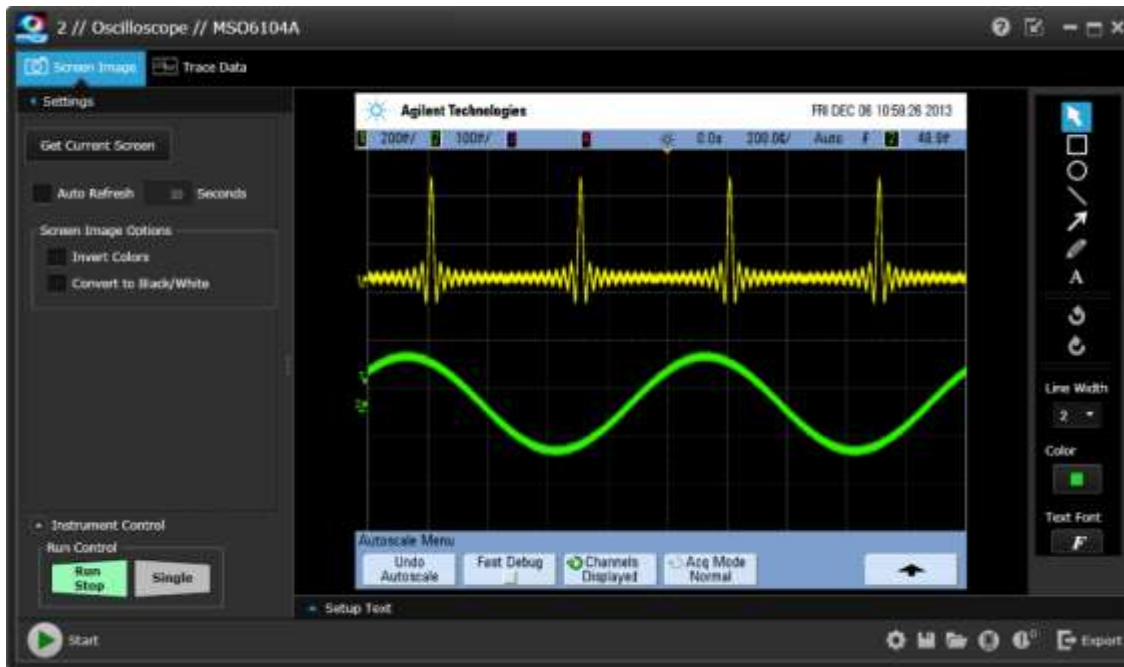 2 // Oscilloscope // MSO6104A
Screen Image
Trace Data
Settings
Get Current Screen
Auto Refresh
Seconds
Screen Image Options
Invert Colors
Convert to Black/White
Instrument Control
Run Control
Run
Stop
Single
Start
Agilent Technologies
FRI DEC 06 10:59:26 2013
0.0s
Auto
2
Autoscale Menu
Undo
Autoscale
Fast Debug
Channels
Displayed
Acq Mode
Normal
Setup Text
A
Line Width
2
Color
Text Font
F
Export